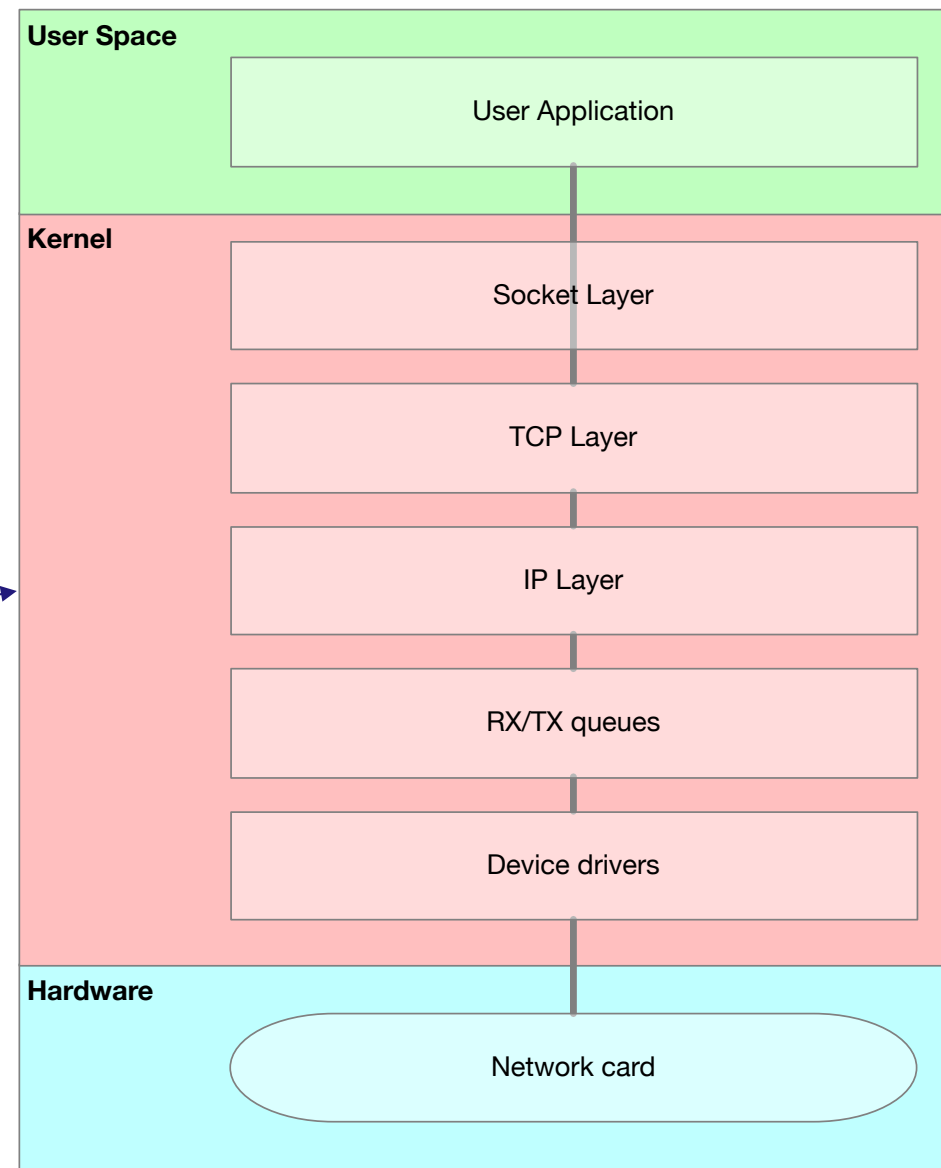 User Space
User Application
Kernel
Socket Layer
TCP Layer
IP Layer
RX/TX queues
Device drivers
Hardware
Network card